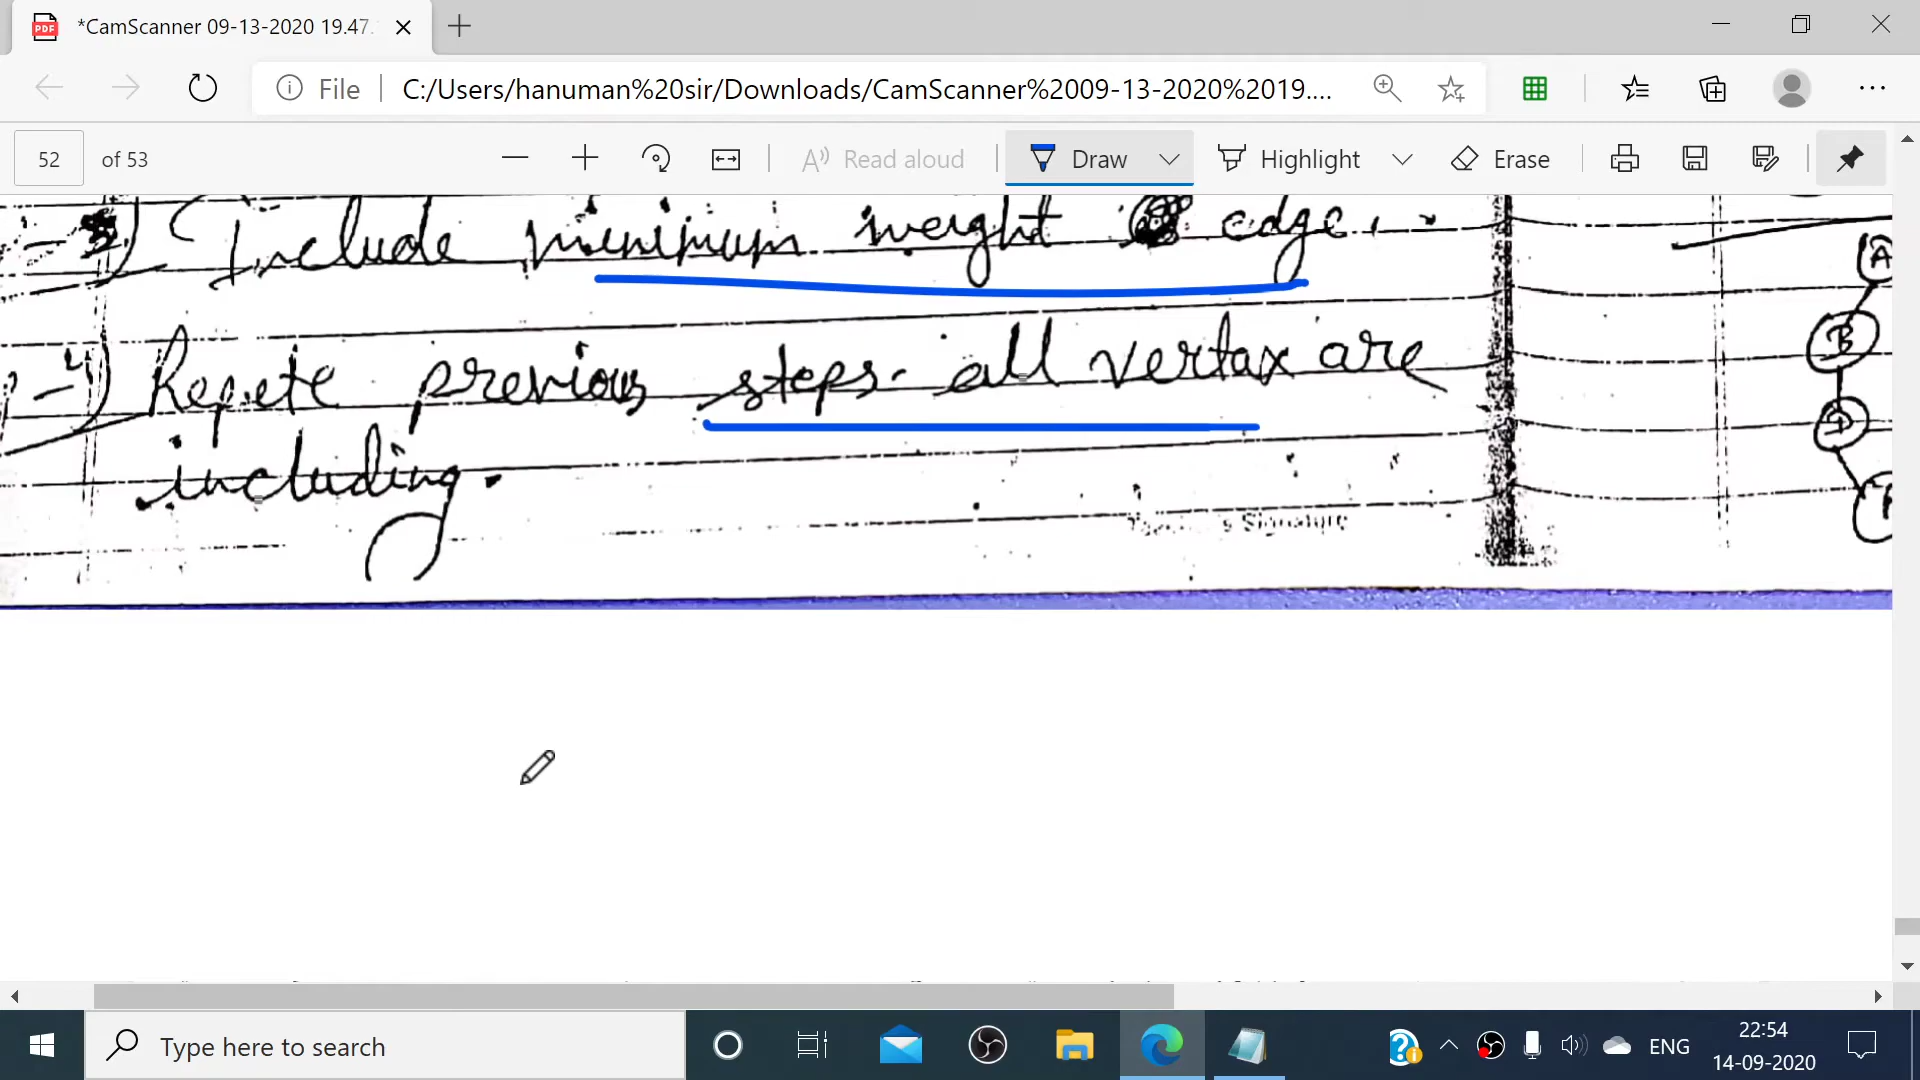 *CamScanner 09-13-2020 19.47.
File
C:/Users/hanuman%20sir/Downloads/CamScanner%2009-13-2020%2019....
52 of 53
Read aloud
Draw
Highlight
Erase
Include minimum weight edge.
A
B
-4) Repete previous steps. all vertax are
D
including.
s Signature
Type here to search
ENG
22:54
14-09-2020